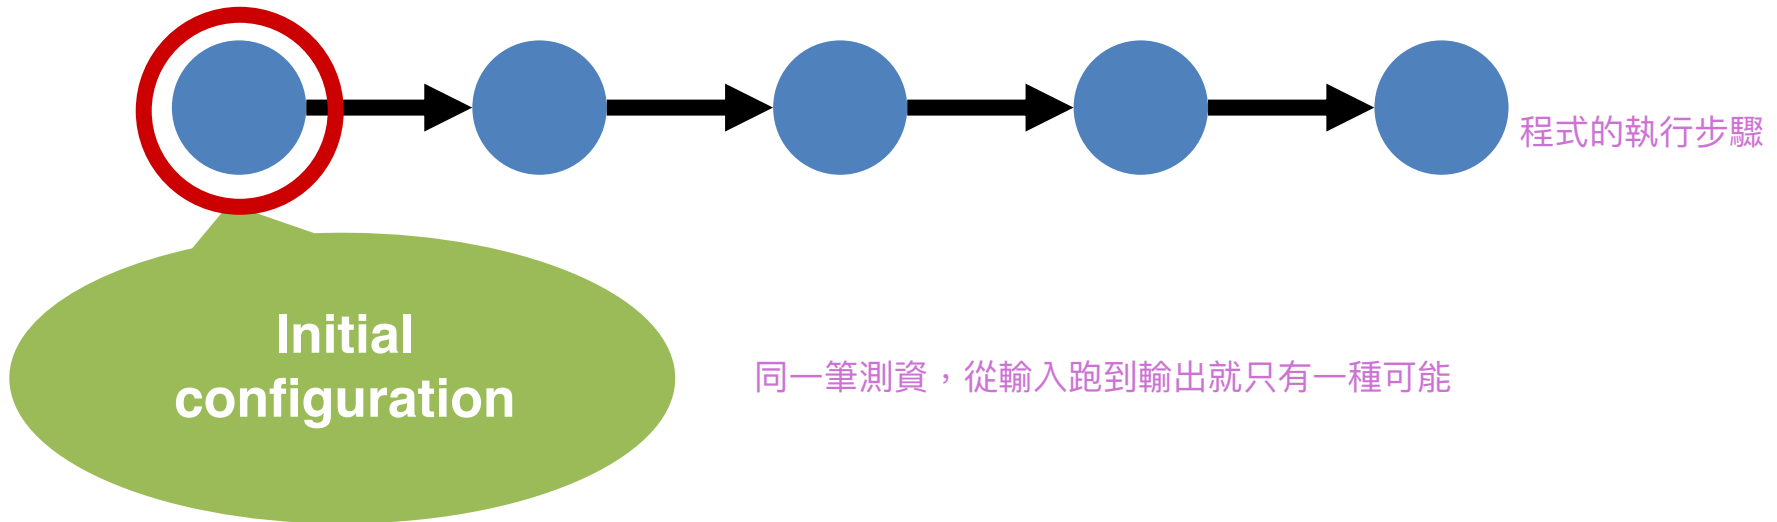 程式的執行步驟
Initial
configuration
同一筆測資，從輸入跑到輸出就只有一種可能